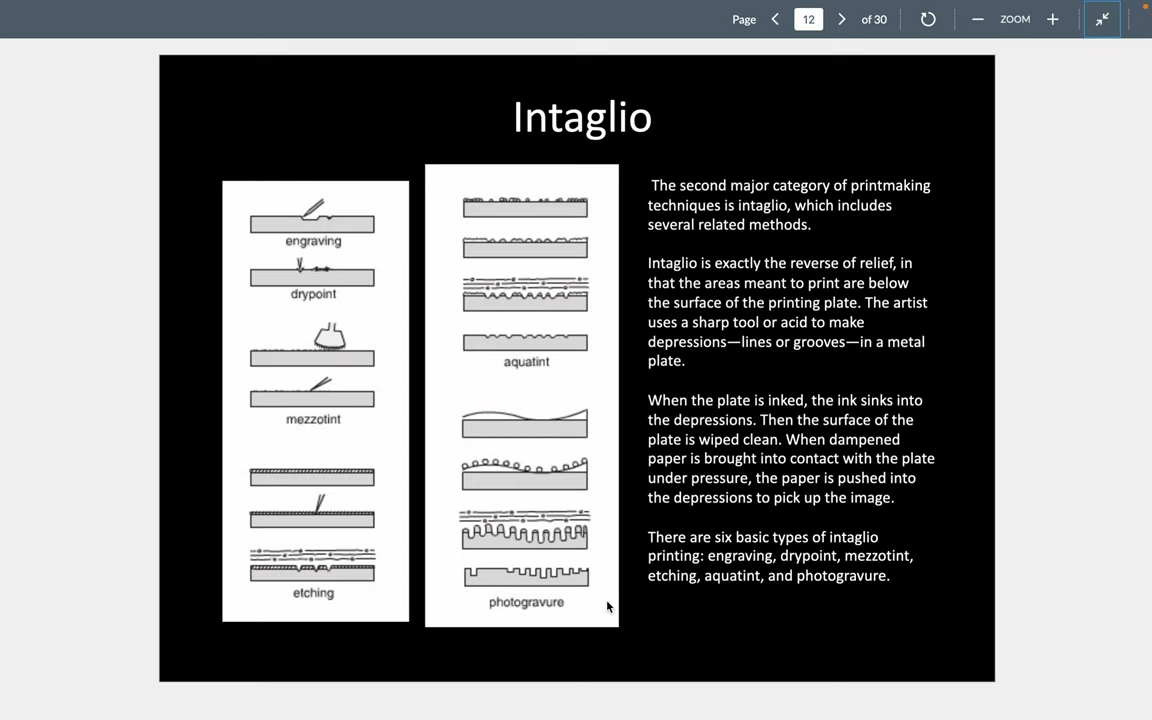 Page 12 of 30 ZOOM
Intaglio
engraving
drypoint
mezzotint
etching
aquatint
photogravure
The second major category of printmaking
techniques is intaglio, which includes
several related methods.
Intaglio is exactly the reverse of relief, in
that the areas meant to print are below
the surface of the printing plate. The artist
uses a sharp tool or acid to make
depressions—lines or grooves—in a metal
plate.
When the plate is inked, the ink sinks into
the depressions. Then the surface of the
plate is wiped clean. When dampened
paper is brought into contact with the plate
under pressure, the paper is pushed into
the depressions to pick up the image.
There are six basic types of intaglio
printing: engraving, drypoint, mezzotint,
etching, aquatint, and photogravure.